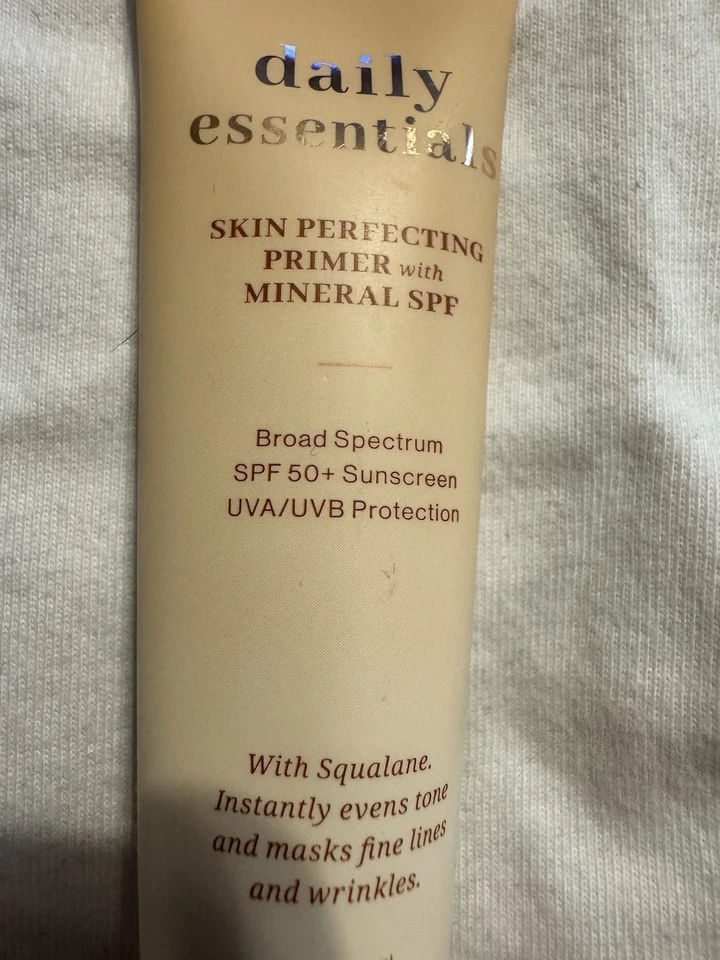 daily
essentials
SKIN PERFECTING
PRIMER with
MINERAL SPF
Broad Spectrum
SPF 50+ Sunscreen
UVA/UVB Protection
With Squalane.
Instantly evens tone
and masks fine lines
and wrinkles.